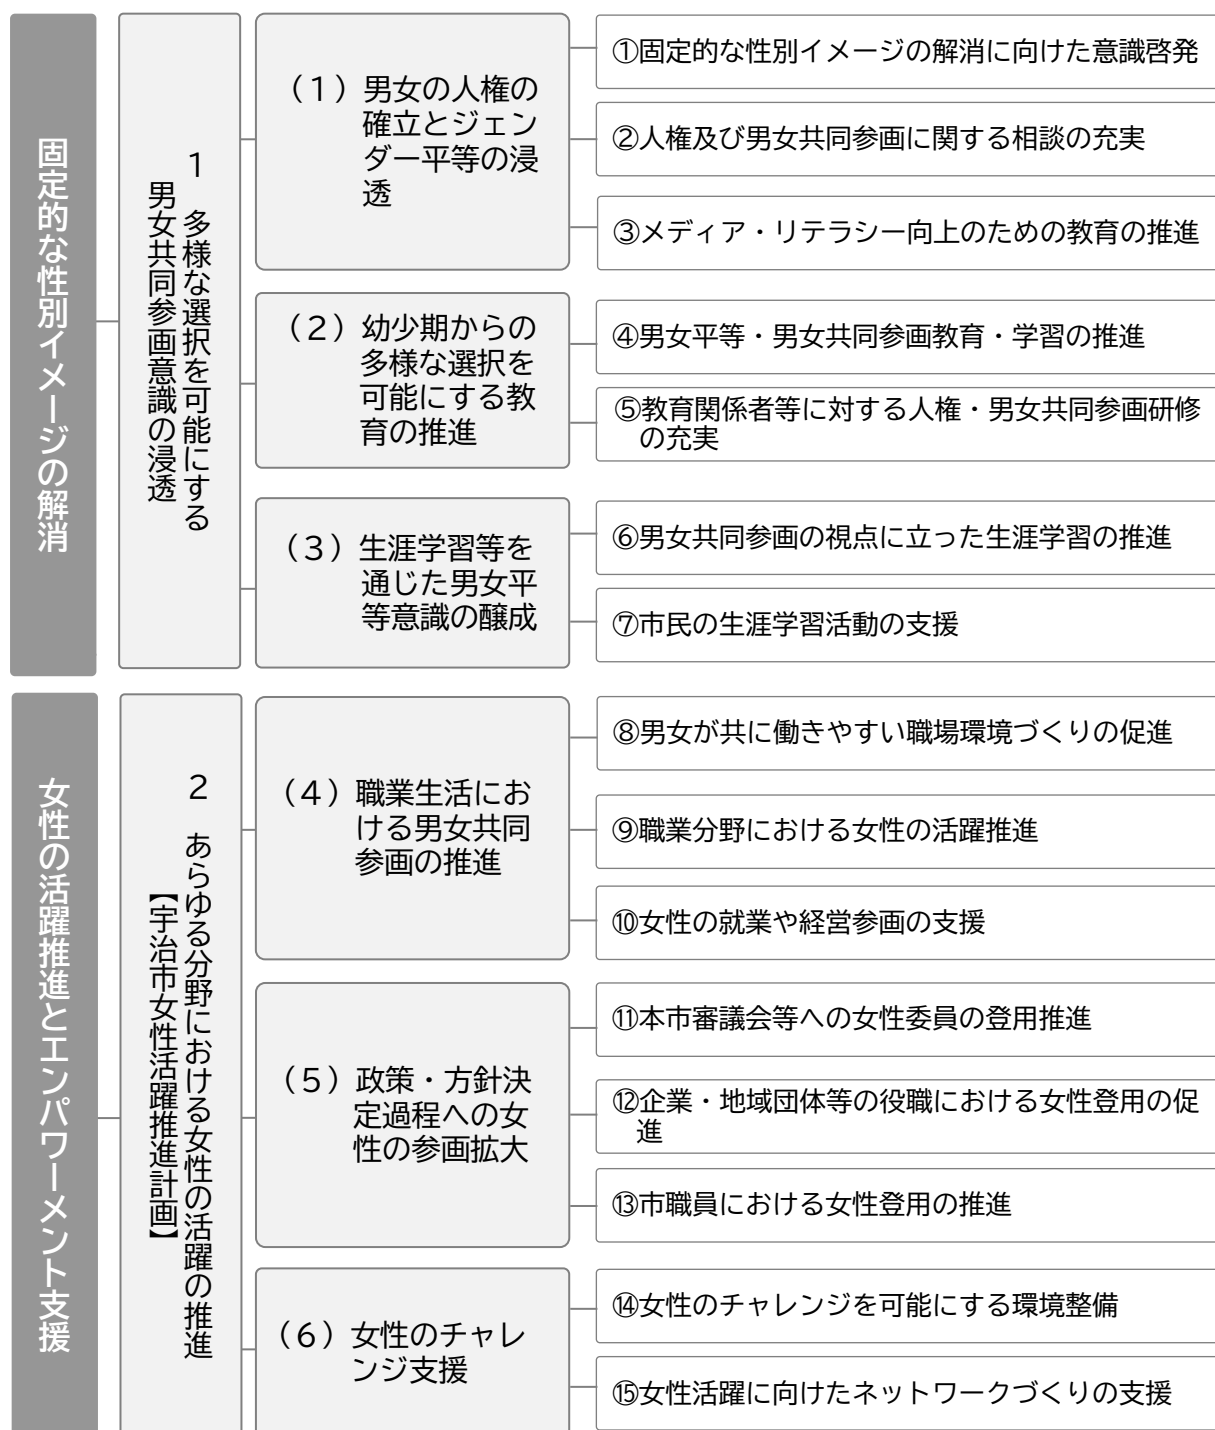 固定的な性別イメージの解消
1 多様な選択を可能にする
男女共同参画意識の浸透
（１）男女の人権の
確立とジェン
ダー平等の浸
透
①固定的な性別イメージの解消に向けた意識啓発
②人権及び男女共同参画に関する相談の充実
③メディア・リテラシー向上のための教育の推進
（２）幼少期からの
多様な選択を
可能にする教
育の推進
④男女平等・男女共同参画教育・学習の推進
⑤教育関係者等に対する人権・男女共同参画研修
の充実
（３）生涯学習等を
通じた男女平
等意識の醸成
⑥男女共同参画の視点に立った生涯学習の推進
⑦市民の生涯学習活動の支援
女性の活躍推進とエンパワーメント支援
2 あらゆる分野における女性の活躍の推進
【宇治市女性活躍推進計画】
（４）職業生活にお
ける男女共同
参画の推進
⑧男女が共に働きやすい職場環境づくりの促進
⑨職業分野における女性の活躍推進
⑩女性の就業や経営参画の支援
（５）政策・方針決
定過程への女
性の参画拡大
⑪本市審議会等への女性委員の登用推進
⑫企業・地域団体等の役職における女性登用の促
進
⑬市職員における女性登用の推進
（６）女性のチャレ
ンジ支援
⑭女性のチャレンジを可能にする環境整備
⑮女性活躍に向けたネットワークづくりの支援